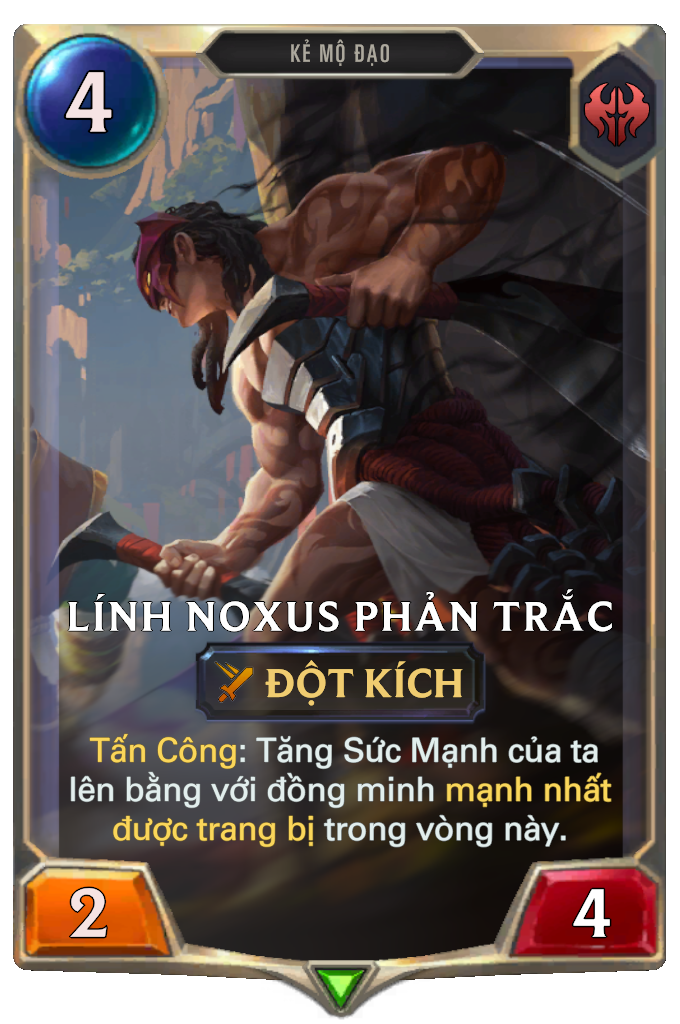 4
KẺ MỘ ĐẠO
LÍNH NOXUS PHẢN TRẮC
ĐỘT KÍCH
Tấn Công: Tăng Sức Mạnh của ta
lên bằng với đồng minh mạnh nhất
được trang bị trong vòng này.
2
4